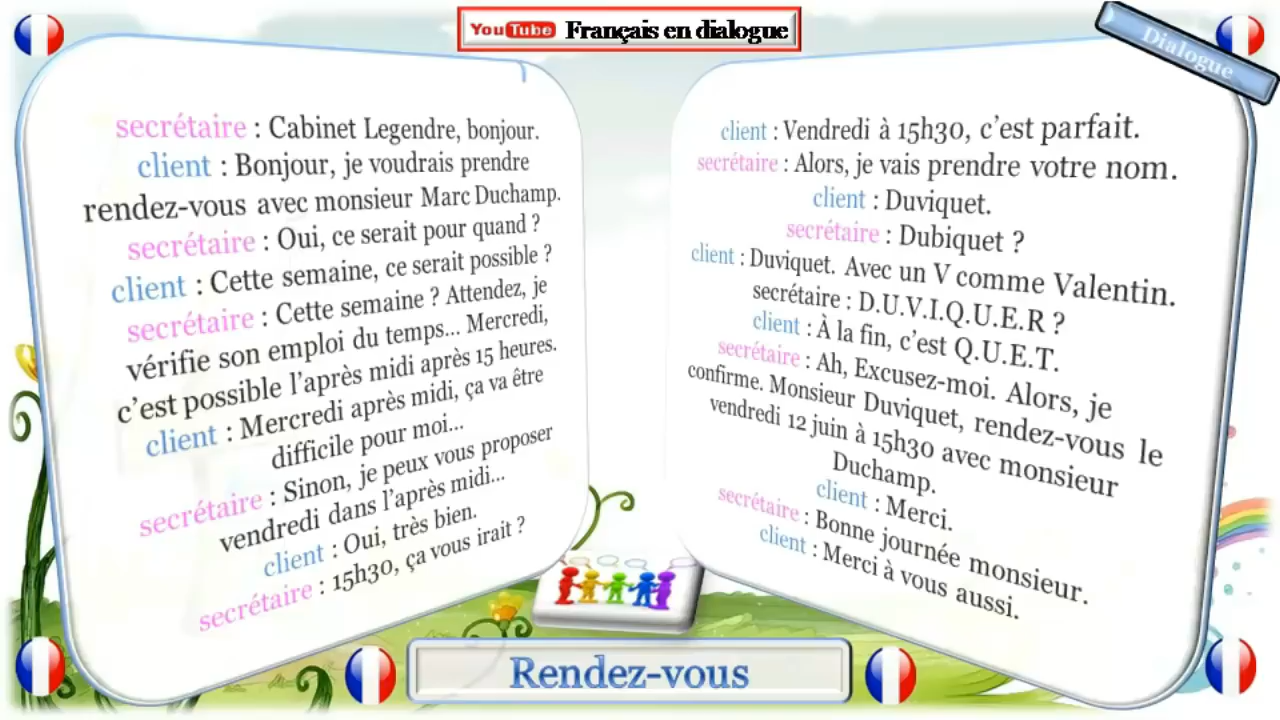 YouTube Français en dialogue
Dialogue
secrétaire : Cabinet Legendre, bonjour.
client : Bonjour, je voudrais prendre
rendez-vous avec monsieur Marc Duchamp.
secrétaire : Oui, ce serait pour quand ?
client : Cette semaine, ce serait possible ?
secrétaire : Cette semaine ? Attendez, je
vérifie son emploi du temps... Mercredi,
c'est possible l'après midi après 15 heures.
client : Mercredi après midi, ça va être
difficile pour moi...
secrétaire : Sinon, je peux vous proposer
vendredi dans l'après midi...
client : Oui, très bien.
secrétaire : 15h30, ça vous irait ?
client : Vendredi à 15h30, c'est parfait.
secrétaire : Alors, je vais prendre votre nom.
client : Duviquet.
secrétaire : Dubiquet ?
client : Duviquet. Avec un V comme Valentin.
secrétaire : D.U.V.I.Q.U.E.R ?
client : À la fin, c'est Q.U.E.T.
secrétaire : Ah, Excusez-moi. Alors, je
confirme. Monsieur Duviquet, rendez-vous le
vendredi 12 juin à 15h30 avec monsieur
Duchamp.
client : Merci.
secrétaire : Bonne journée monsieur.
client : Merci à vous aussi.
Rendez-vous